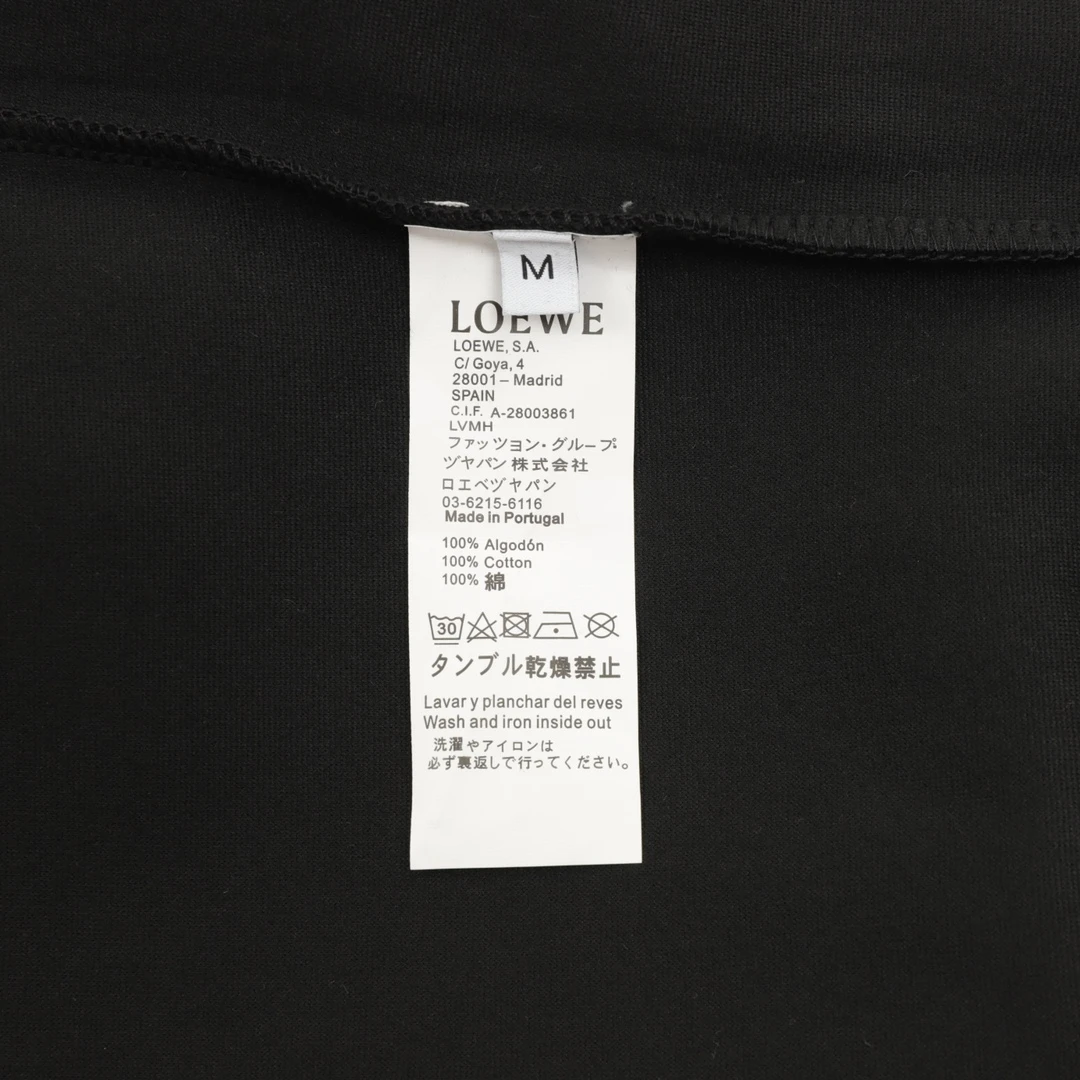 M
LOEWE
LOEWE, S.A.
C/ Goya, 4
28001 – Madrid
SPAIN
C.I.F. A-28003861
LVMH
ファッツョン・グループ
ヅヤパン 株式会社
ロエベヅヤパン
03-6215-6116
Made in Portugal
100% Algodón
100% Cotton
100% 綿
30
タンブル乾燥禁止
Lavar y planchar del reves
Wash and iron inside out
洗濯やアイロンは
必ず裏返しで行ってください。